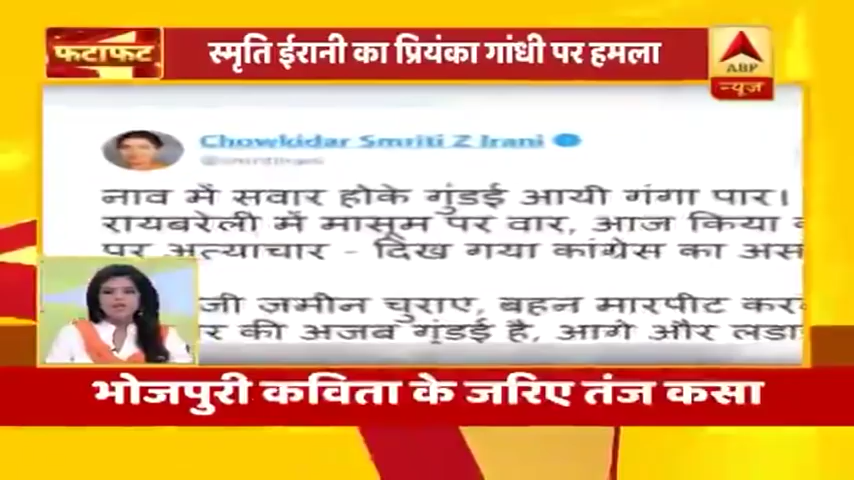 फटाफट
स्मृति ईरानी का प्रियंका गांधी पर हमला
ABP
न्यूज़
Chowkidar Smriti Z Irani
@smritiirani
नाव में सवार होके गुंडई आयी गंगा पार।
रायबरेली में मासूम पर वार, आज किया
पर अत्याचार - दिख गया कांग्रेस का
जी ज़मीन चुराए, बहन मारपीट
की अजब गुंडई है, आगे और
भोजपुरी कविता के जरिए तंज कसा